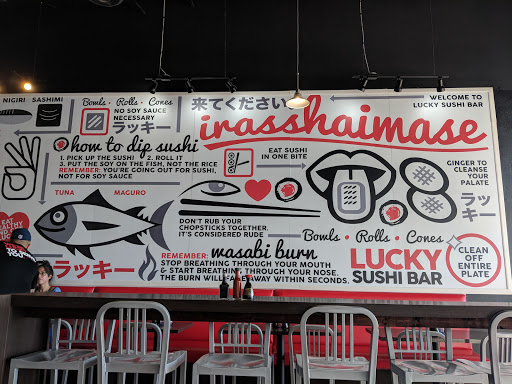 NIGIRI SASHIMI
Bowls • Rolls • Cones
NO SOY SAUCE
NECESSARY
ラッキー
来てください
irasshaimase
WELCOME TO
LUCKY SUSHI BAR
how to dip sushi
1. PICK UP THE SUSHI 2. ROLL IT
3. PUT THE SOY ON THE FISH, NOT THE RICE
REMEMBER: YOU'RE GOING OUT FOR SUSHI,
NOT FOR SOY SAUCE
EAT SUSHI
IN ONE BITE
GINGER TO
CLEANSE
YOUR
PALATE
ラッキー
TUNA MAGURO
DON'T RUB YOUR
CHOPSTICKS TOGETHER,
IT'S CONSIDERED RUDE
Bowls • Rolls • Cones
LUCKY
SUSHI BAR
CLEAN
OFF
ENTIRE
PLATE
REMEMBER: wasabi burn
STOP BREATHING THROUGH YOUR MOUTH
& START BREATHING THROUGH YOUR NOSE.
THE BURN WILL FADE AWAY WITHIN SECONDS.
ラッキー
EAT
HEALTHY